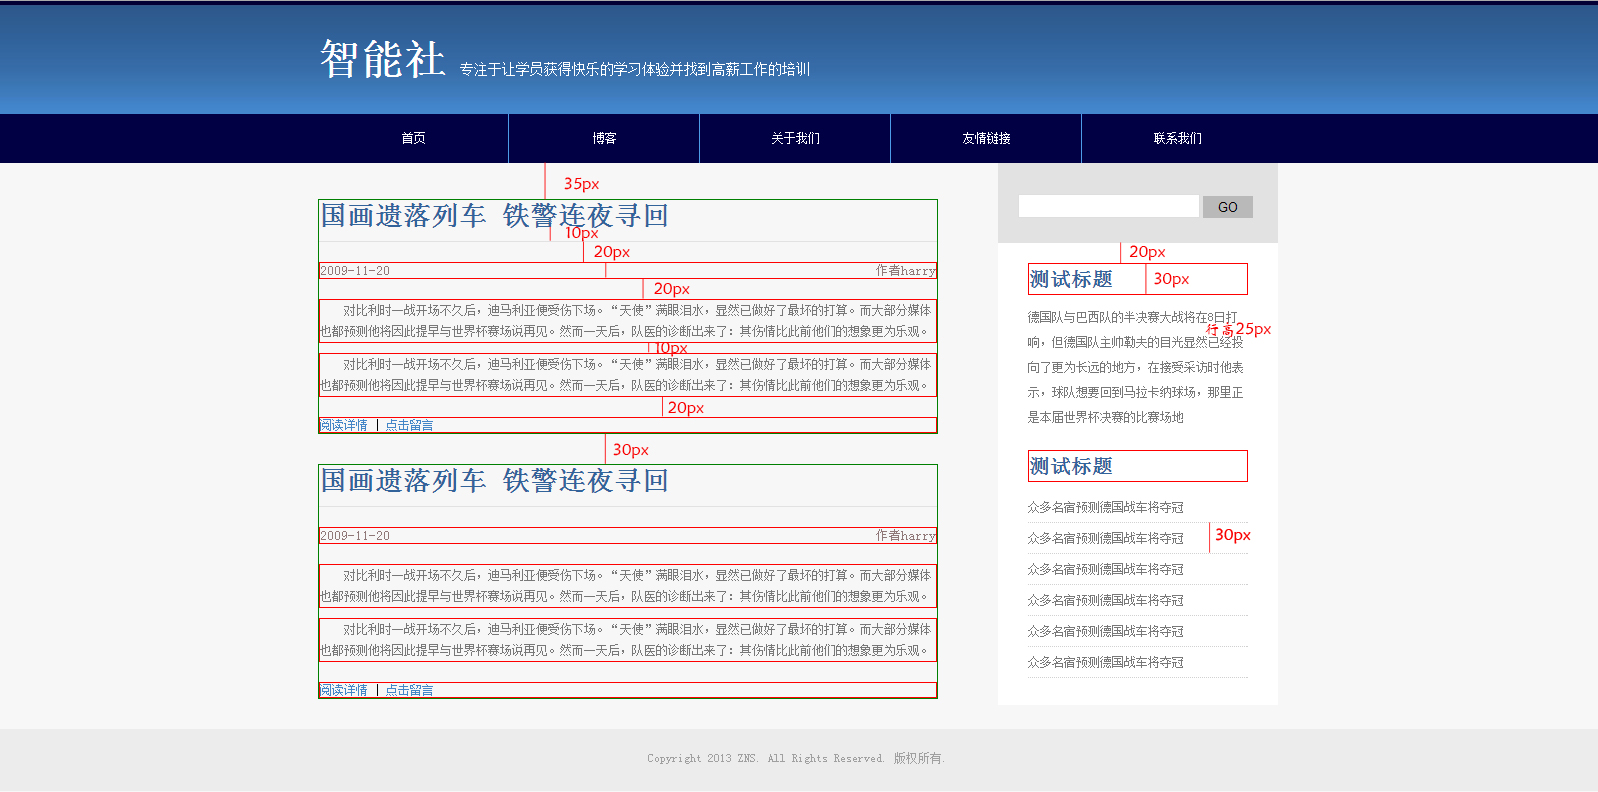 智能社 专注于让学员获得快乐的学习体验并找到高薪工作的培训
首页 博客 关于我们 友情链接 联系我们
35px
国画遗落列车 铁警连夜寻回
10px
20px
2009-11-20 作者harry
20px
对比利时一战开场不久后，迪马利亚便受伤下场。“天使”满眼泪水，显然已做好了最坏的打算。而大部分媒体
也都预测他将因此提早与世界杯赛场说再见。然而一天后，队医的诊断出来了：其伤情比此前他们的想象更为乐观。
10px
对比利时一战开场不久后，迪马利亚便受伤下场。“天使”满眼泪水，显然已做好了最坏的打算。而大部分媒体
也都预测他将因此提早与世界杯赛场说再见。然而一天后，队医的诊断出来了：其伤情比此前他们的想象更为乐观。
20px
阅读详情 | 点击留言
30px
国画遗落列车 铁警连夜寻回
2009-11-20 作者harry
对比利时一战开场不久后，迪马利亚便受伤下场。“天使”满眼泪水，显然已做好了最坏的打算。而大部分媒体
也都预测他将因此提早与世界杯赛场说再见。然而一天后，队医的诊断出来了：其伤情比此前他们的想象更为乐观。
对比利时一战开场不久后，迪马利亚便受伤下场。“天使”满眼泪水，显然已做好了最坏的打算。而大部分媒体
也都预测他将因此提早与世界杯赛场说再见。然而一天后，队医的诊断出来了：其伤情比此前他们的想象更为乐观。
阅读详情 | 点击留言
GO
20px
测试标题 30px
德国队与巴西队的半决赛大战将在8日打
行高25px
响，但德国队主帅勒夫的目光显然已经投
向了更为长远的地方，在接受采访时他表
示，球队想要回到马拉卡纳球场，那里正
是本届世界杯决赛的比赛场地
测试标题
众多名宿预测德国战车将夺冠
众多名宿预测德国战车将夺冠 30px
众多名宿预测德国战车将夺冠
众多名宿预测德国战车将夺冠
众多名宿预测德国战车将夺冠
众多名宿预测德国战车将夺冠
Copyright 2013 ZNS. All Rights Reserved. 版权所有.